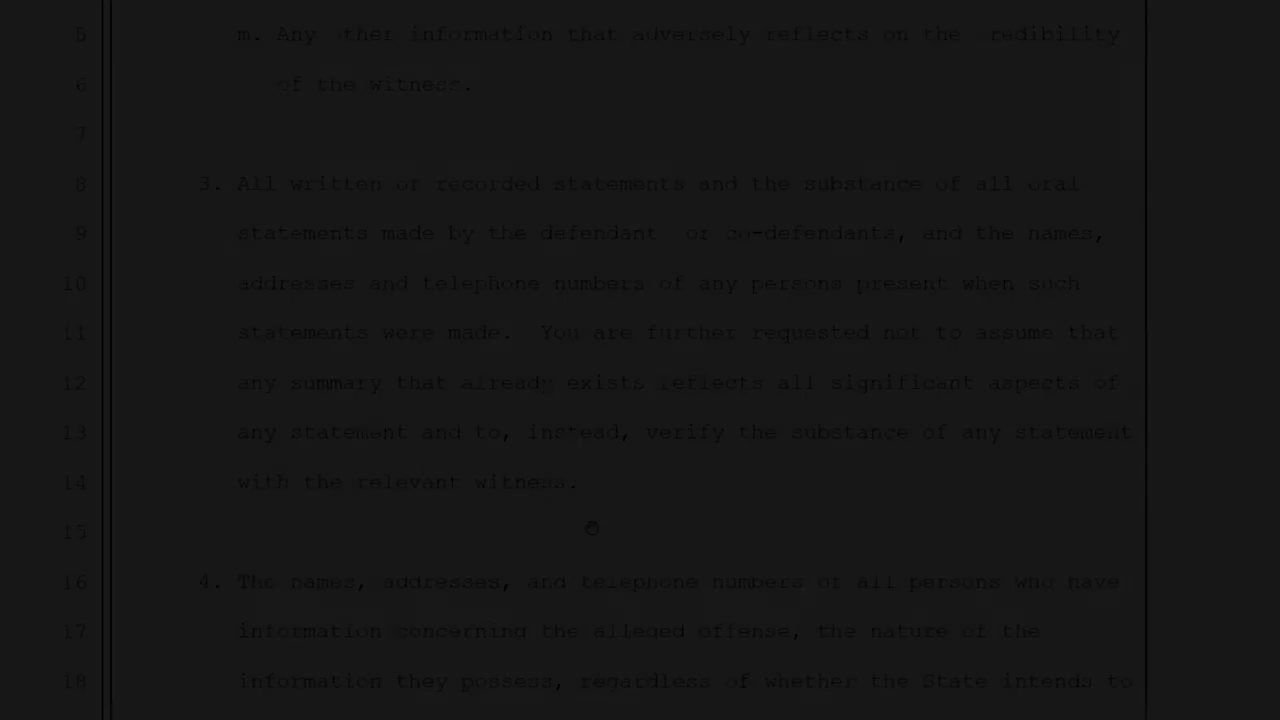 5 m. Any other information that adversely reflects on the credibility
6 of the witness.
7
8 3. All written or recorded statements and the substance of all oral
9 statements made by the defendant or co-defendants, and the names,
10 addresses and telephone numbers of any persons present when such
11 statements were made. You are further requested not to assume that
12 any summary that already exists reflects all significant aspects of
13 any statement and to, instead, verify the substance of any statement
14 with the relevant witness.
15
16 4. The names, addresses, and telephone numbers of all persons who have
17 information concerning the alleged offense, the nature of the
18 information they possess, regardless of whether the State intends to